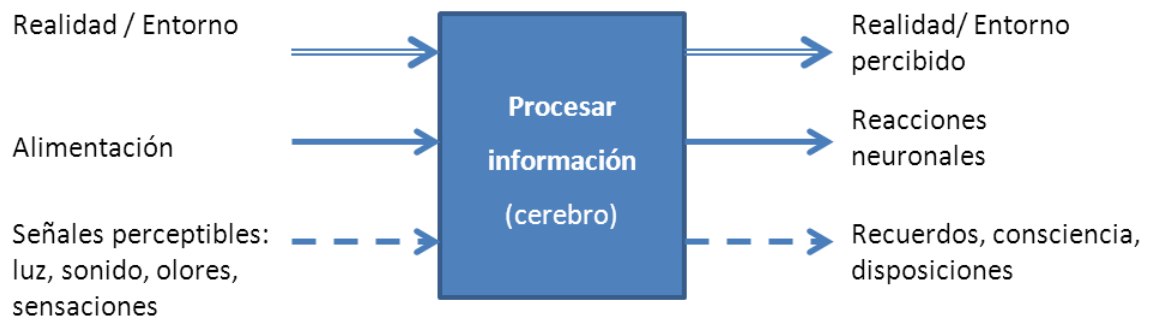 Realidad / Entorno
Alimentación
Señales perceptibles:
luz, sonido, olores,
sensaciones
Procesar
información
(cerebro)
Realidad/ Entorno
percibido
Reacciones
neuronales
Recuerdos, consciencia,
disposiciones